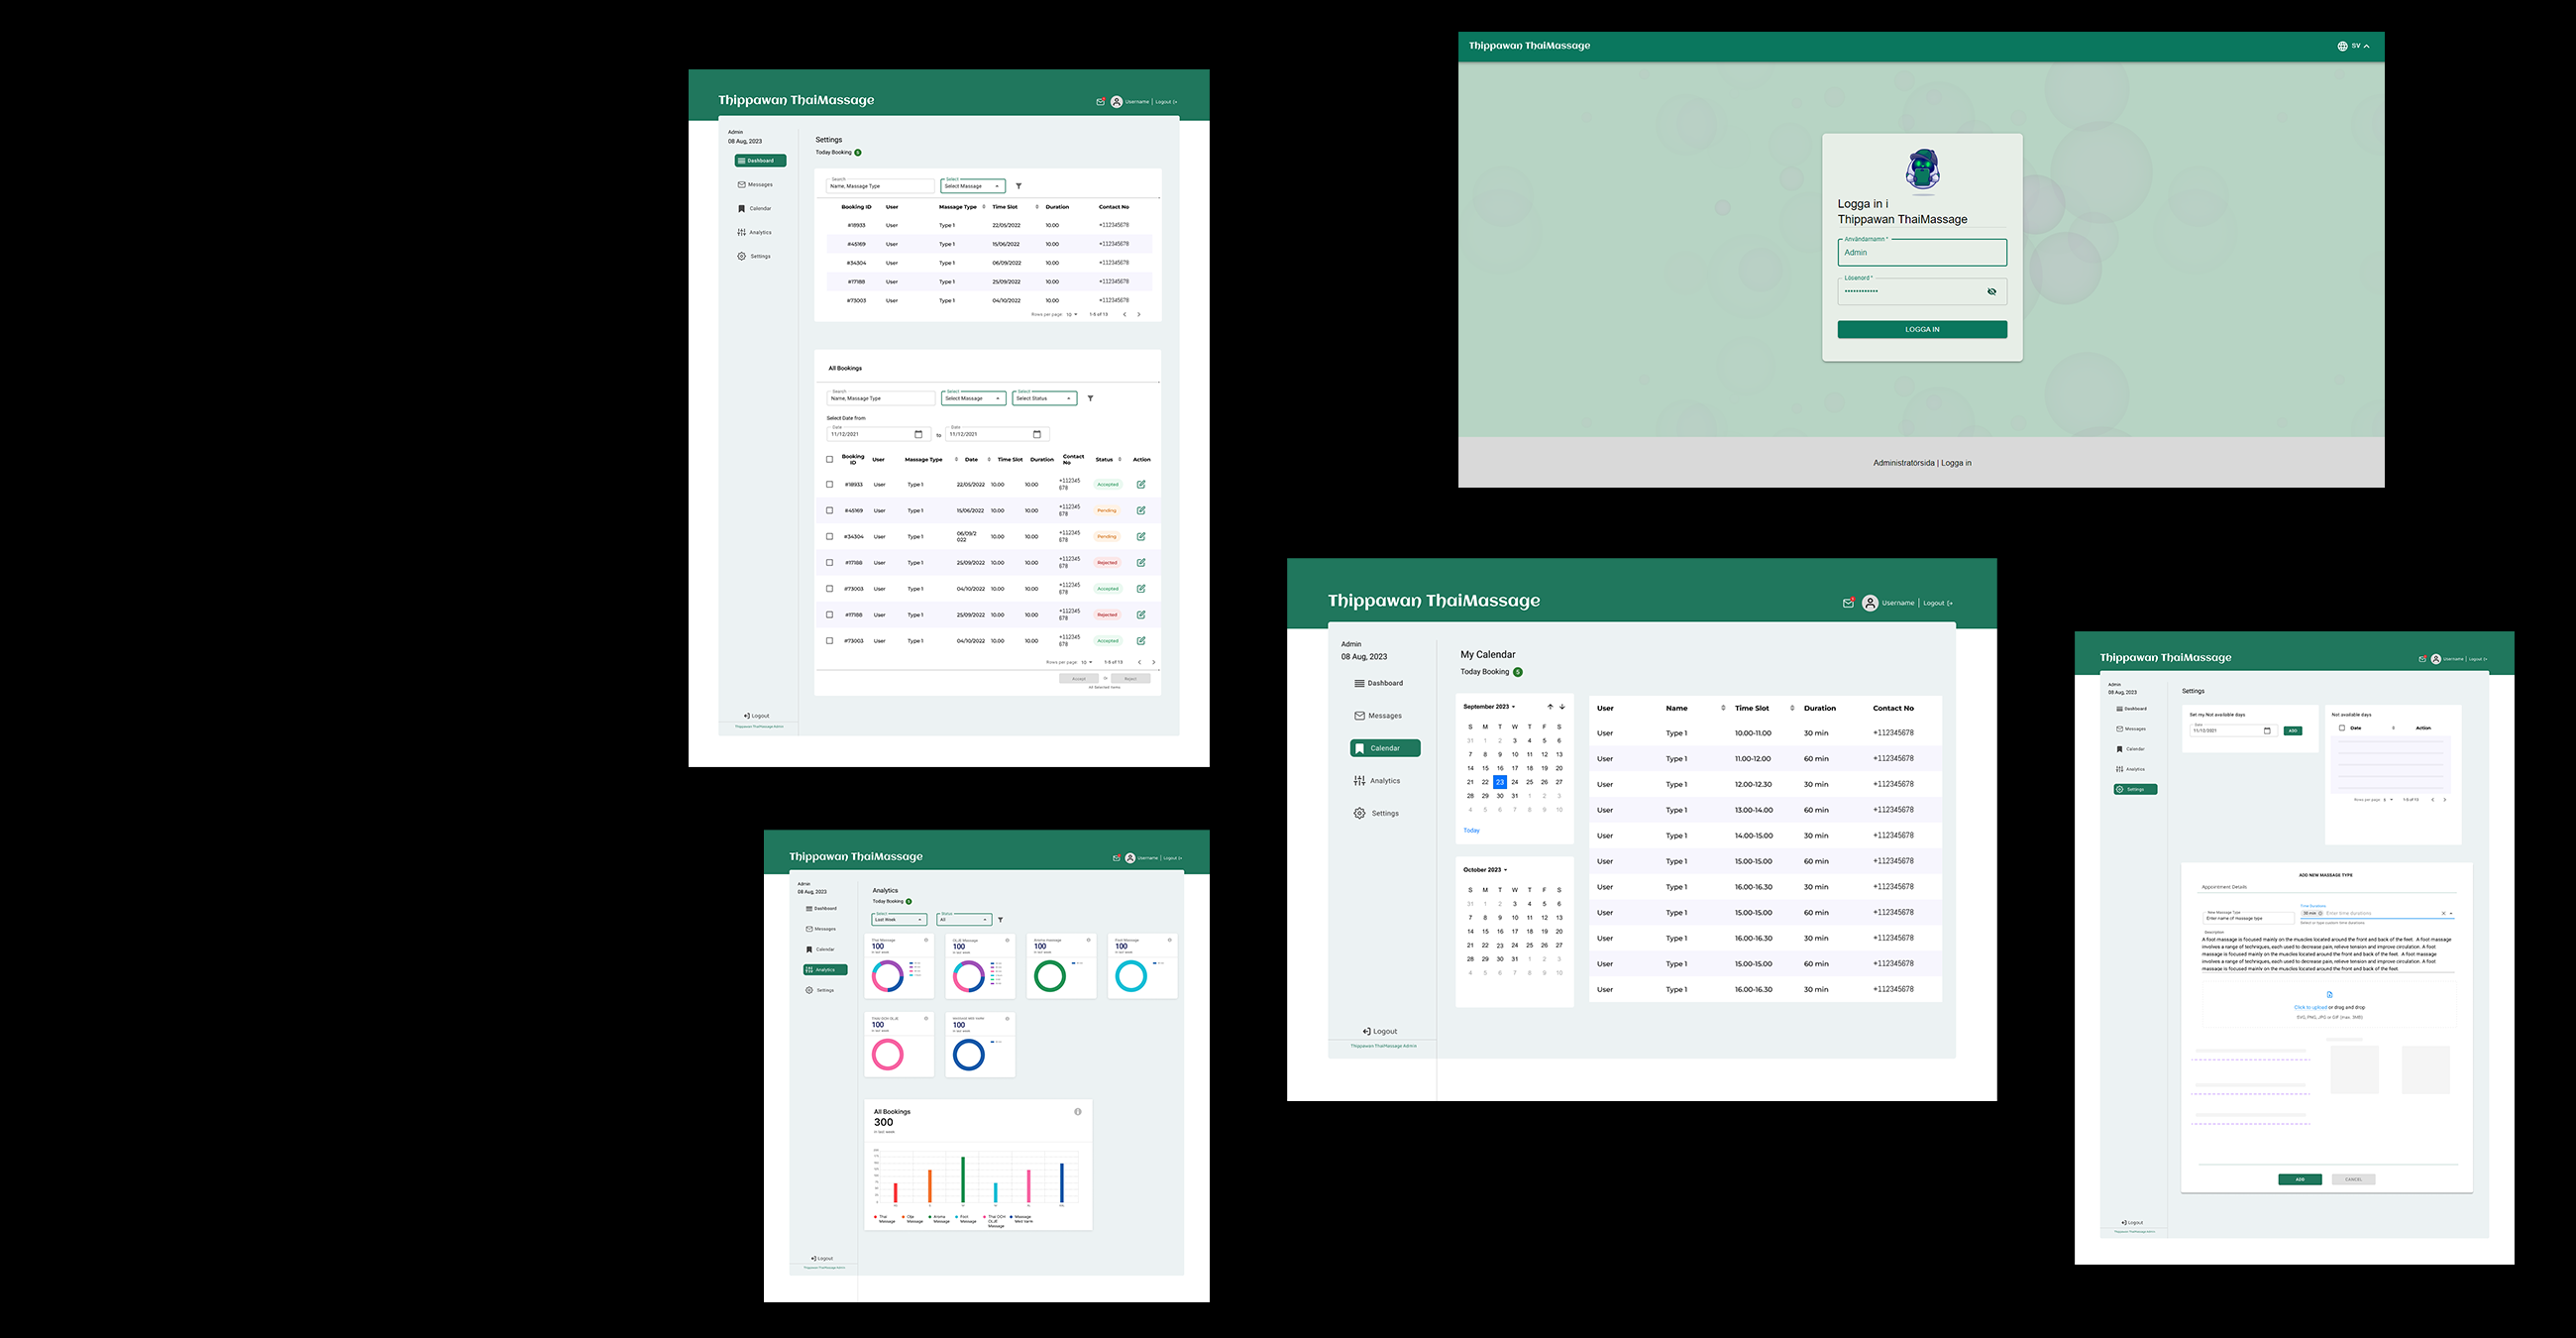 Thippawan ThaiMassage
Username | Logout
Admin
08 Aug, 2023
Dashboard
Messages
Calendar
Analytics
Settings
Logout
Thippawan ThaiMassage Admin
Settings
Today Booking 5
Search
Name, Massage Type
Select
Select Massage
Booking ID User Massage Type Time Slot Duration Contact No
#18933 User Type 1 22/05/2022 10.00 +112345678
#45169 User Type 1 15/06/2022 10.00 +112345678
#34304 User Type 1 06/09/2022 10.00 +112345678
#17188 User Type 1 25/09/2022 10.00 +112345678
#73003 User Type 1 04/10/2022 10.00 +112345678
Rows per page: 10 1-5 of 13
All Bookings
Search
Name, Massage Type
Select
Select Massage
Select
Select Status
Select Date from
Date
11/12/2021
to
Date
11/12/2021
Booking ID User Massage Type Date Time Slot Duration Contact No Status Action
#18933 User Type 1 22/05/2022 10.00 10.00 +112345678 Accepted
#45169 User Type 1 15/06/2022 10.00 10.00 +112345678 Pending
#34304 User Type 1 06/09/2022 10.00 10.00 +112345678 Pending
#17188 User Type 1 25/09/2022 10.00 10.00 +112345678 Rejected
#73003 User Type 1 04/10/2022 10.00 10.00 +112345678 Accepted
#17188 User Type 1 25/09/2022 10.00 10.00 +112345678 Rejected
#73003 User Type 1 04/10/2022 10.00 10.00 +112345678 Accepted
Rows per page: 10 1-5 of 13
Accept Or Reject
All Selected items
Thippawan ThaiMassage
SV
Logga in i
Thippawan ThaiMassage
Användarnamn *
Admin
Lösenord *
LOGGA IN
Administratörsida | Logga in
Thippawan ThaiMassage
Username | Logout
Admin
08 Aug, 2023
Dashboard
Messages
Calendar
Analytics
Settings
Logout
Thippawan ThaiMassage Admin
My Calendar
Today Booking 5
September 2023
S M T W T F S
31 1 2 3 4 5 6
7 8 9 10 11 12 13
14 15 16 17 18 19 20
21 22 23 24 25 26 27
28 29 30 31 1 2 3
4 5 6 7 8 9 10
Today
October 2023
S M T W T F S
31 1 2 3 4 5 6
7 8 9 10 11 12 13
14 15 16 17 18 19 20
21 22 23 24 25 26 27
28 29 30 31 1 2 3
4 5 6 7 8 9 10
User Name Time Slot Duration Contact No
User Type 1 10.00-11.00 30 min +112345678
User Type 1 11.00-12.00 60 min +112345678
User Type 1 12.00-12.30 30 min +112345678
User Type 1 13.00-14.00 60 min +112345678
User Type 1 14.00-15.00 30 min +112345678
User Type 1 15.00-15.00 60 min +112345678
User Type 1 16.00-16.30 30 min +112345678
User Type 1 15.00-15.00 60 min +112345678
User Type 1 16.00-16.30 30 min +112345678
User Type 1 15.00-15.00 60 min +112345678
User Type 1 16.00-16.30 30 min +112345678
Thippawan ThaiMassage
Username | Logout
Admin
08 Aug, 2023
Dashboard
Messages
Calendar
Analytics
Settings
Logout
Thippawan ThaiMassage Admin
Analytics
Today Booking 5
Select
Last Week
Status
All
Thai Massage
100
Olje Massage
100
Aroma massage
100
Foot Massage
100
THAI OCH OLJE
100
MASSAGE MED VARM
100
All Bookings
300
Thai Massage
Olje Massage
Aroma Massage
Foot Massage
Thai OCH OLJE Massage
Massage Med Varm
Thippawan ThaiMassage
Username | Logout
Admin
08 Aug, 2023
Dashboard
Messages
Calendar
Analytics
Settings
Logout
Thippawan ThaiMassage Admin
Settings
Set my Not available days
Date
11/12/2021
ADD
Not available days
Date Action
Rows per page: 1-5 of 13
ADD NEW MASSAGE TYPE
Appointment Details
New Massage Type
Enter name of massage type
Time Durations
30 min Enter time durations
Description
A foot massage is focused mainly on the muscles located around the front and back of the feet. A foot massage
involves a range of techniques, each used to decrease pain, relieve tension and improve circulation. A foot
massage is focused mainly on the muscles located around the front and back of the feet. A foot massage
involves a range of techniques, each used to decrease pain, relieve tension and improve circulation. A foot
massage is focused mainly on the muscles located around the front and back of the feet.
Click to upload or drag and drop
SVG, PNG, JPG or GIF (max. 3MB)
ADD
CANCEL